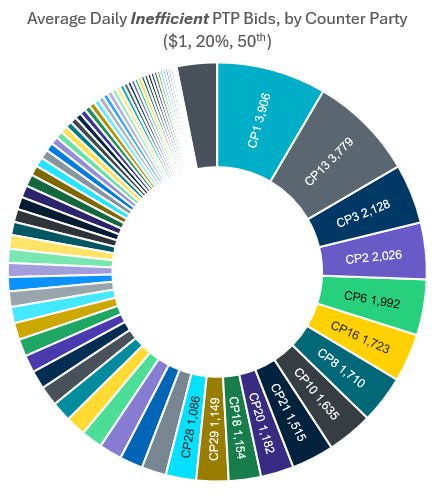 Average Daily Inefficient PTP Bids, by Counter Party
($1, 20%, 50th)
CP1 3,906
CP13 3,779
CP3 2,128
CP2 2,026
CP6 1,992
CP16 1,723
CP8 1,710
CP10 1,635
CP21 1,515
CP20 1,182
CP18 1,154
CP29 1,149
CP28 1,086